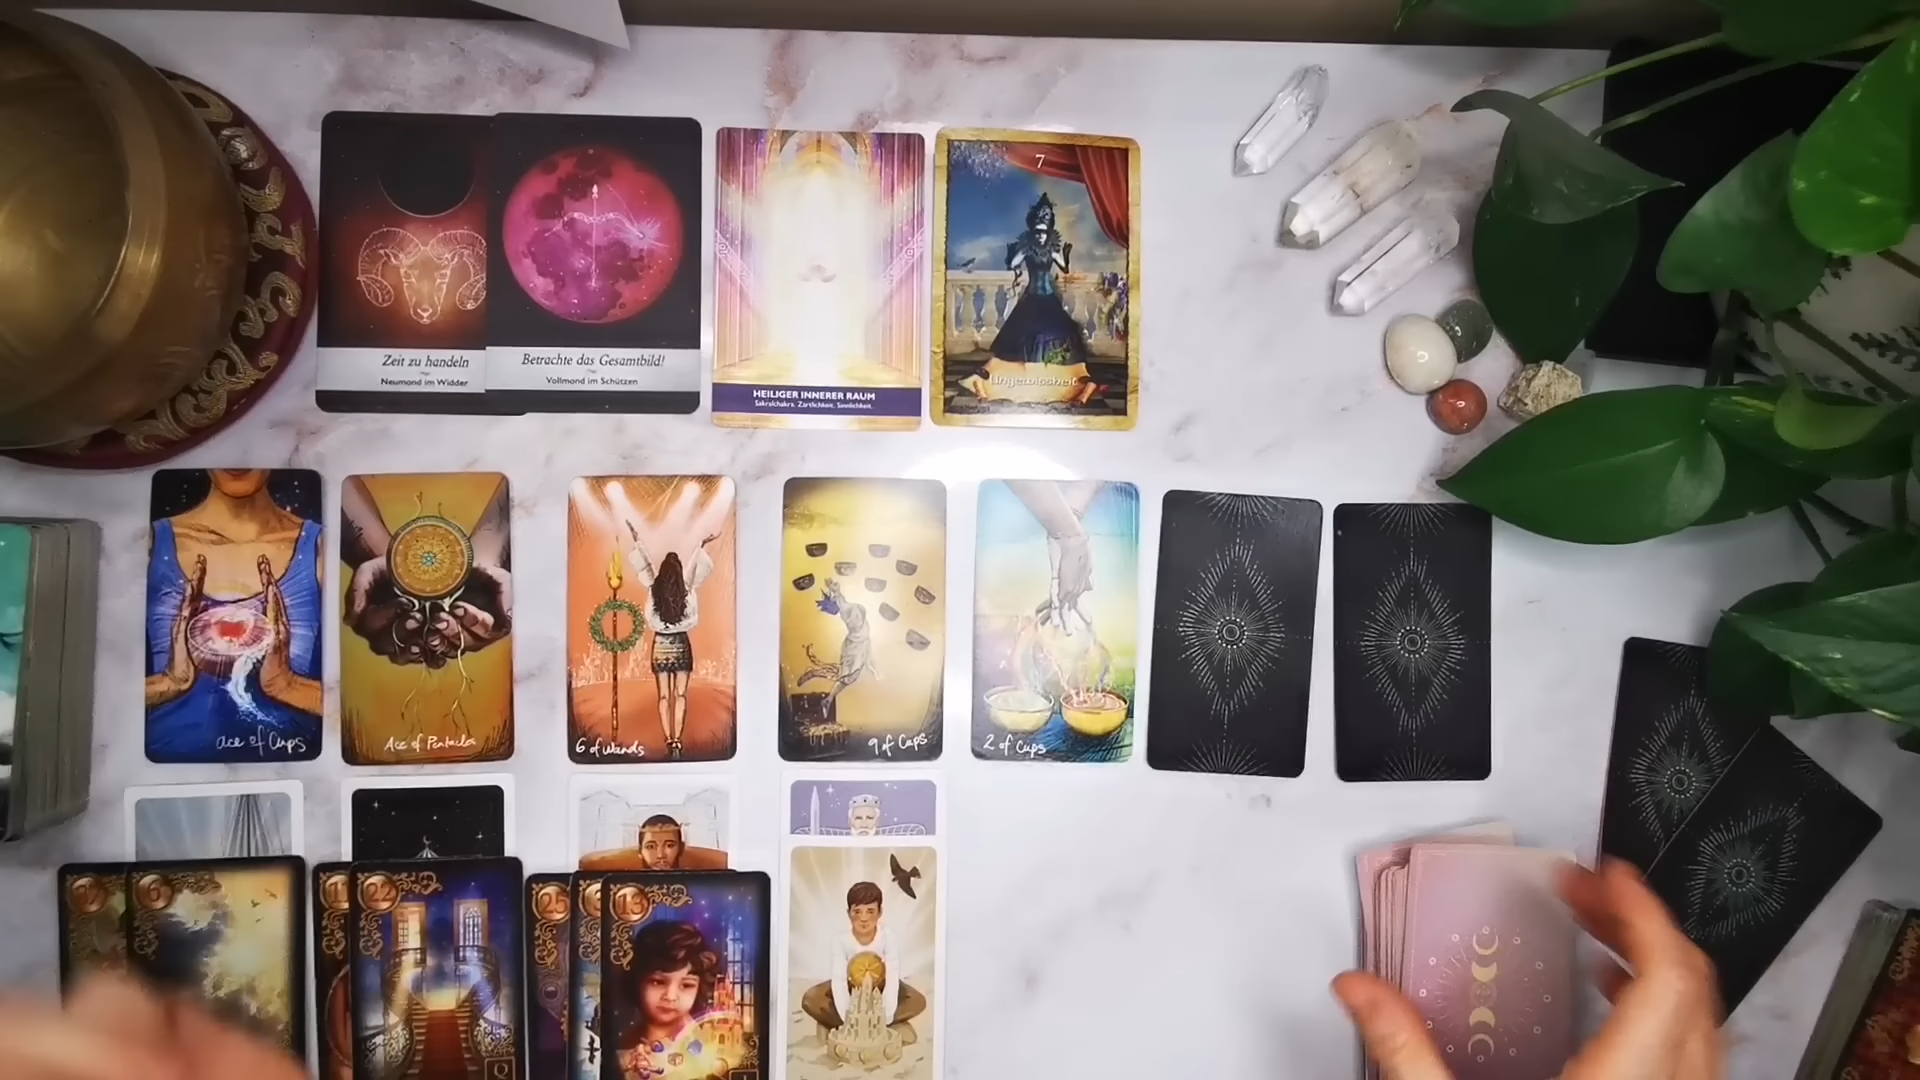 Zeit zu handeln
Neumond im Widder
Betrachte das Gesamtbild!
Vollmond im Schützen
HEILIGER INNERER RAUM
Sakralchakra. Zärtlichkeit. Sinnlichkeit.
7
Ungewissheit
ace of Cups
Ace of Pentacles
6 of Wands
9 of Cups
2 of Cups
6
22
25
13
Q